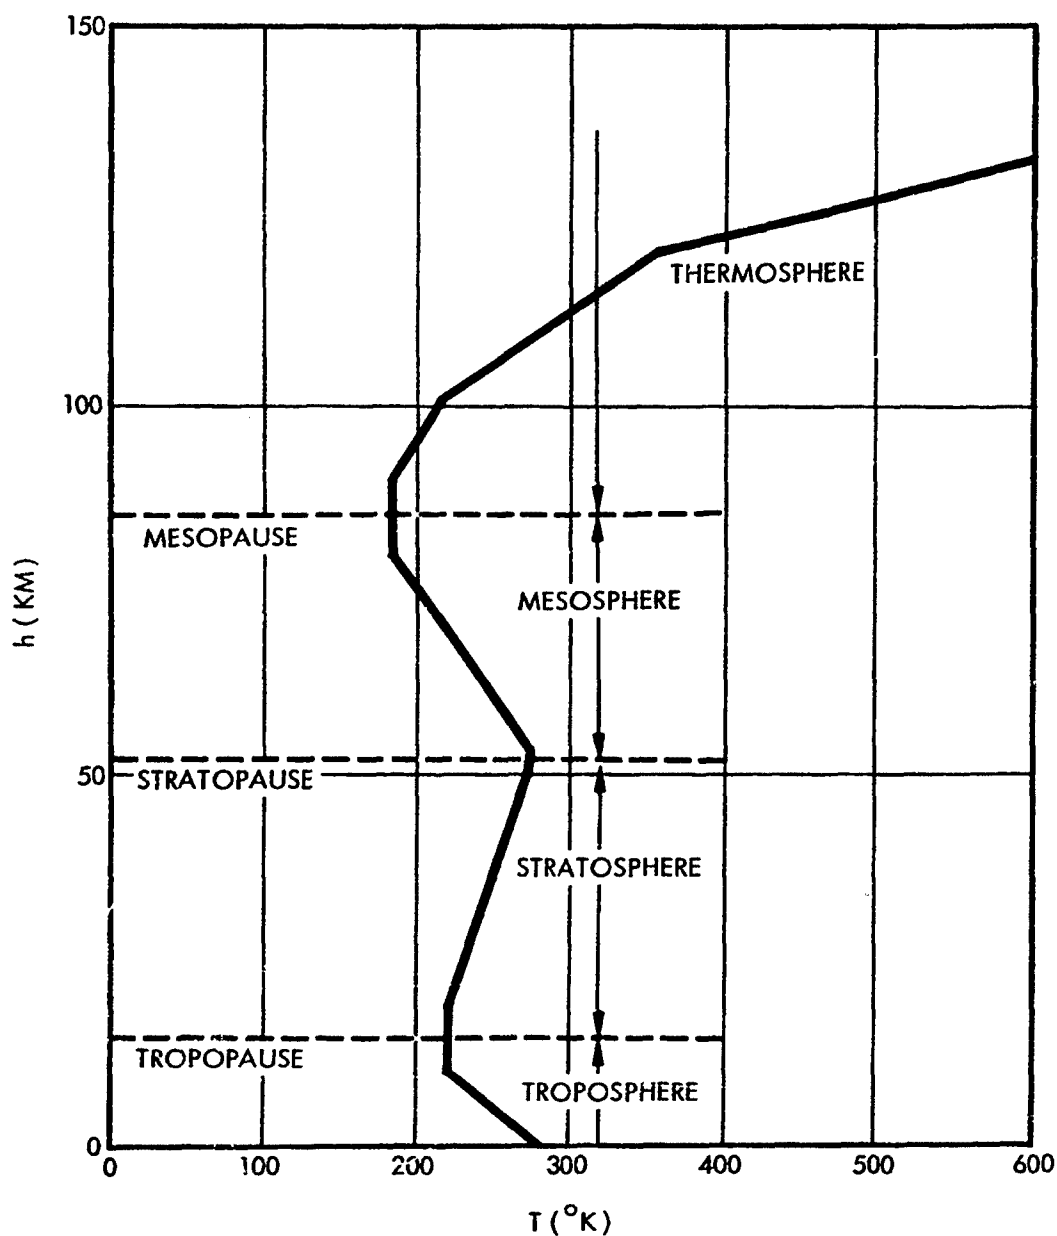 150
THERMOSPHERE
100
MESOPAUSE
h (KM)
MESOSPHERE
50
STRATOPAUSE
STRATOSPHERE
TROPOPAUSE
TROPOSPHERE
0
0 100 200 300 400 500 600
T (°K)